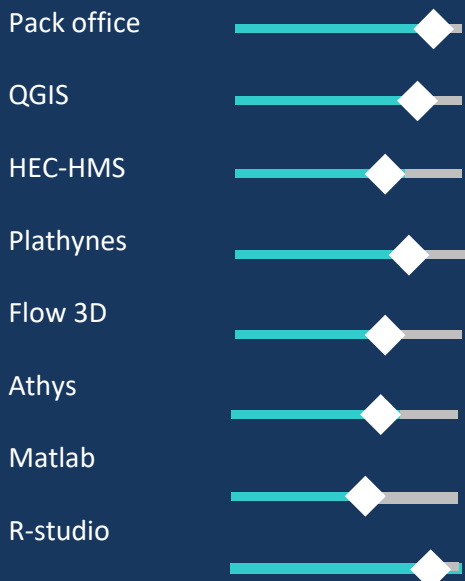 Pack office
QGIS
HEC-HMS
Plathynes
Flow 3D
Athys
Matlab
R-studio